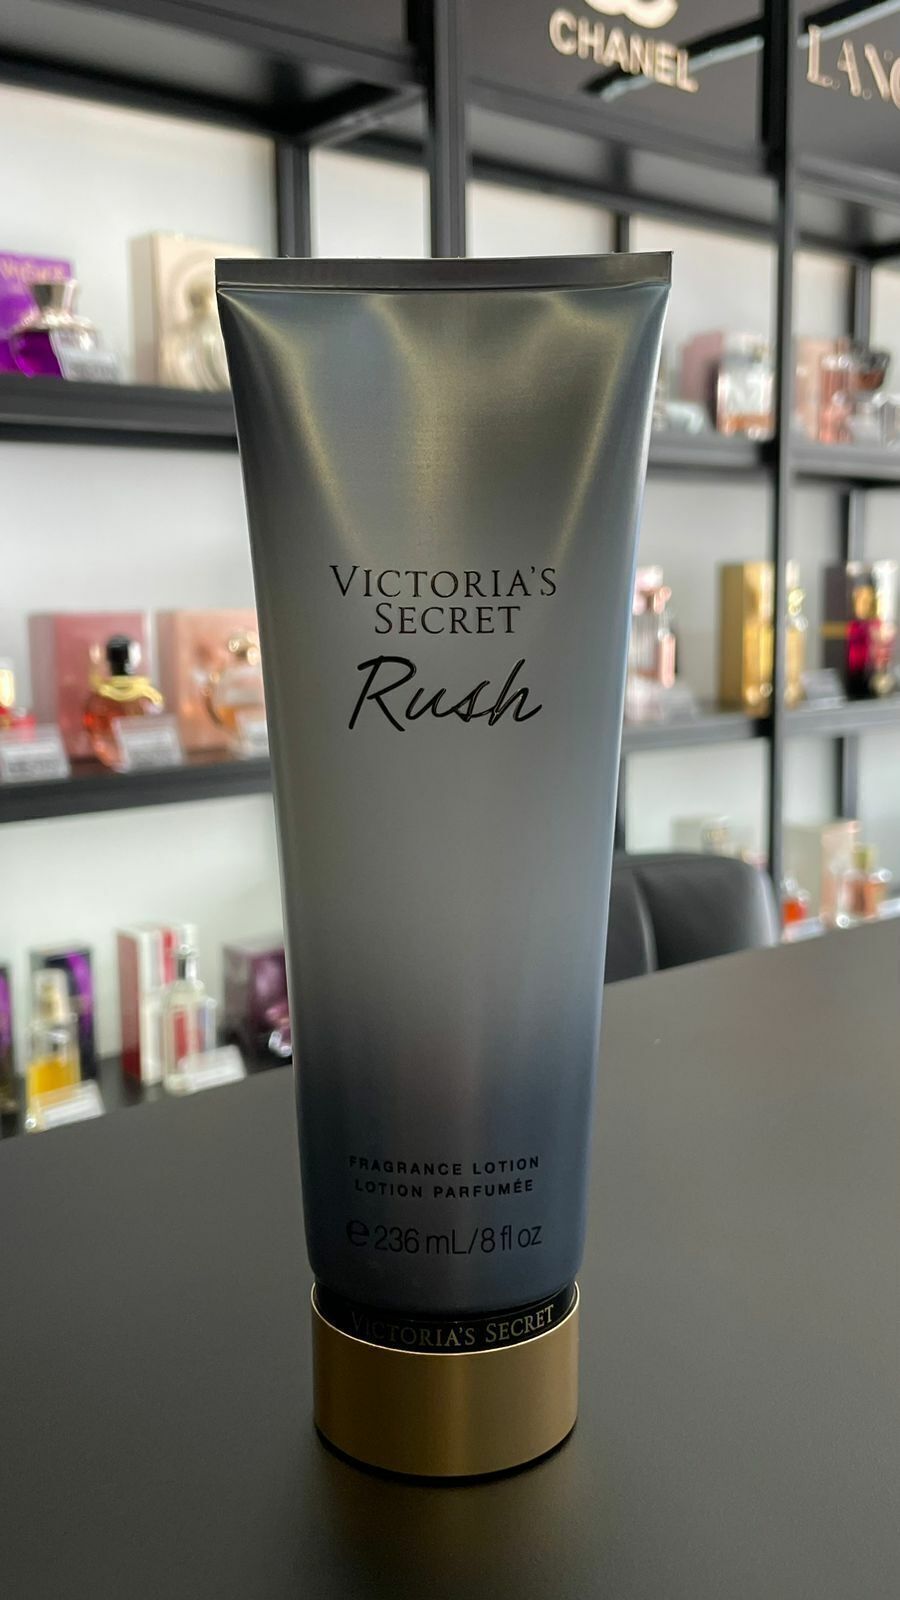 CHANEL
VICTORIA'S
SECRET
Rush
FRAGRANCE LOTION
LOTION PARFUMÉE
℮ 236 mL/8 fl oz
VICTORIA'S SECRET